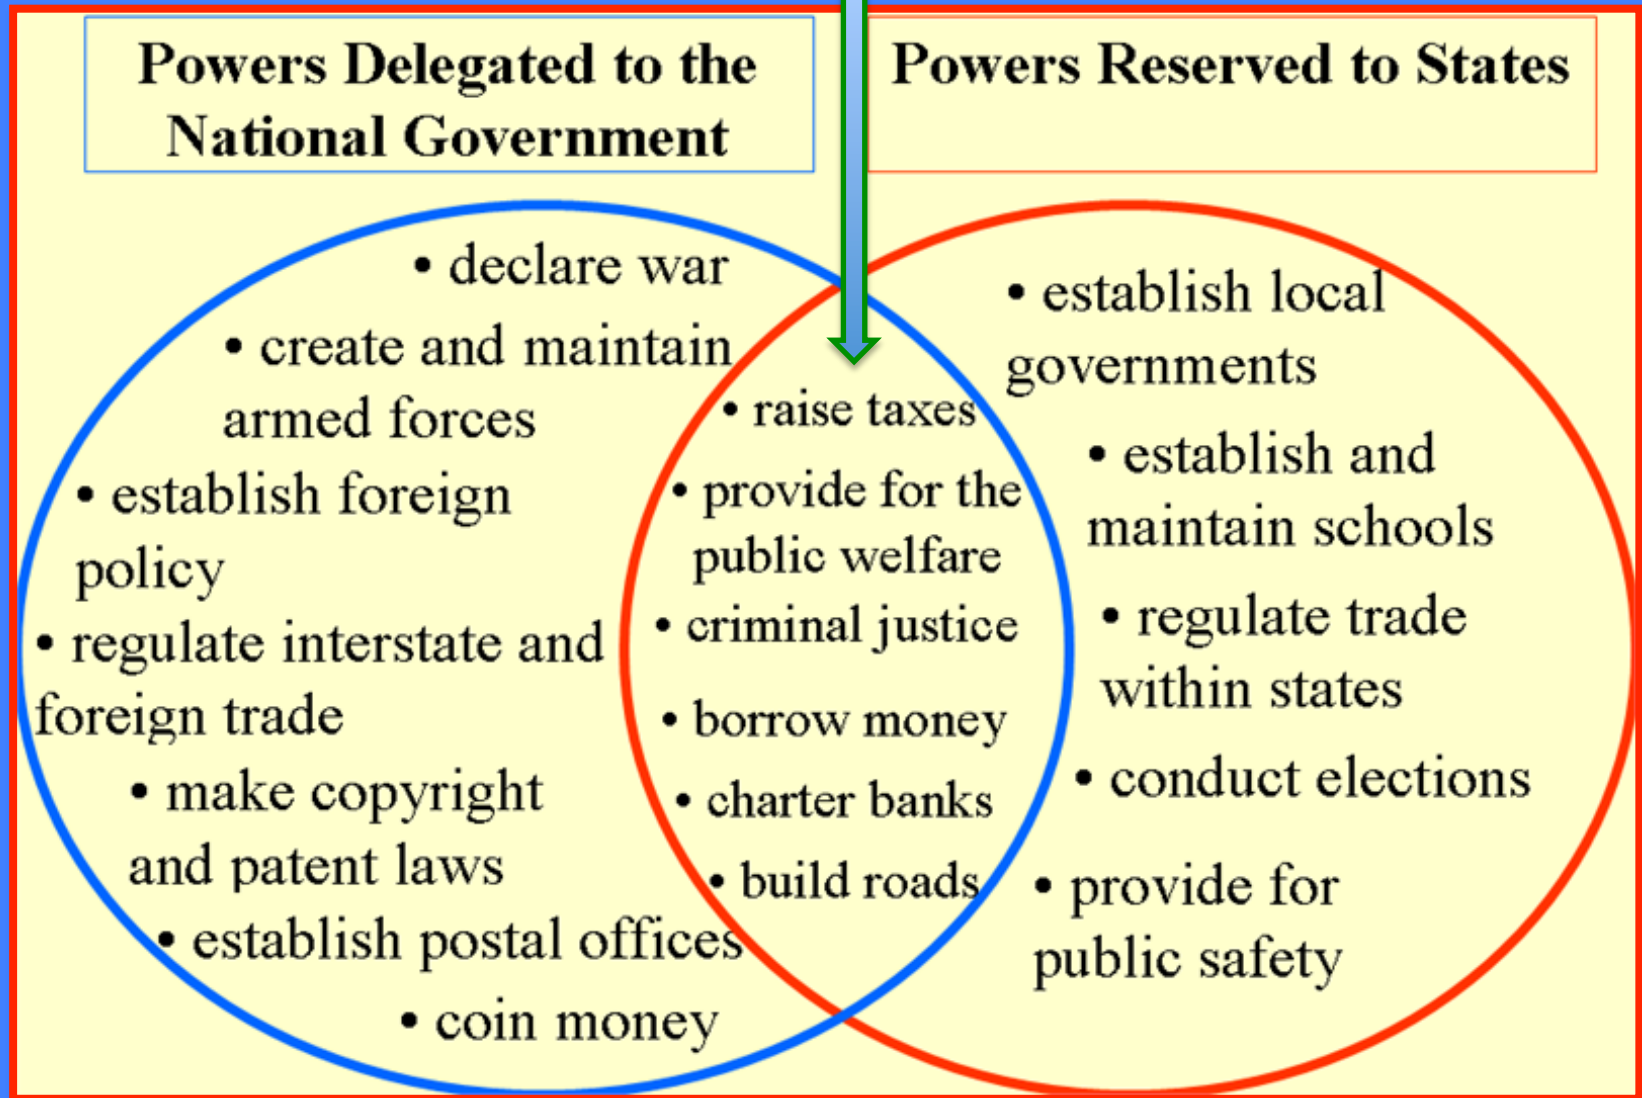 Powers Delegated to the
National Government
Powers Reserved to States
• declare war
• create and maintain
armed forces
• establish foreign
policy
• regulate interstate and
foreign trade
• make copyright
and patent laws
• establish postal offices
• coin money
• raise taxes
• provide for the
public welfare
• criminal justice
• borrow money
• charter banks
• build roads
• establish local
governments
• establish and
maintain schools
• regulate trade
within states
• conduct elections
• provide for
public safety